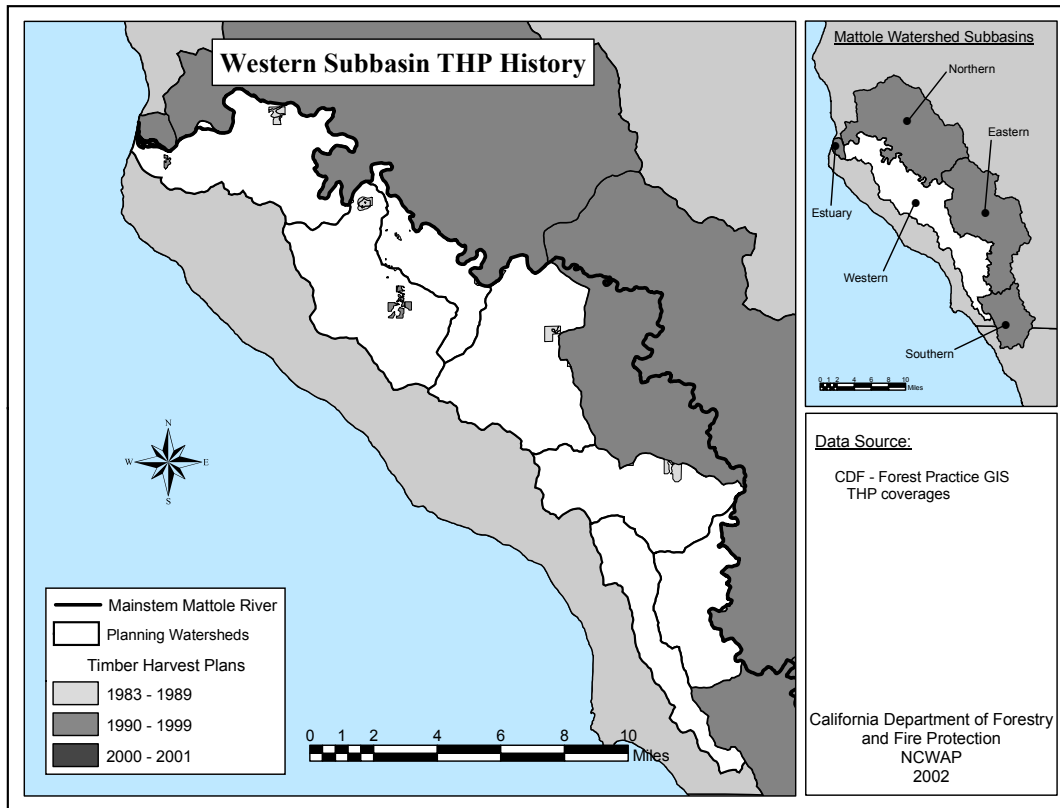 Western Subbasin THP History
N
W
E
S
Mainstem Mattole River
Planning Watersheds
Timber Harvest Plans
1983 - 1989
1990 - 1999
2000 - 2001
0 1 2 4 6 8 10
Miles
Mattole Watershed Subbasins
Northern
Eastern
Estuary
Western
Southern
0 1 2 4 6 8 10
Miles
Data Source:
CDF - Forest Practice GIS
THP coverages
California Department of Forestry
and Fire Protection
NCWAP
2002